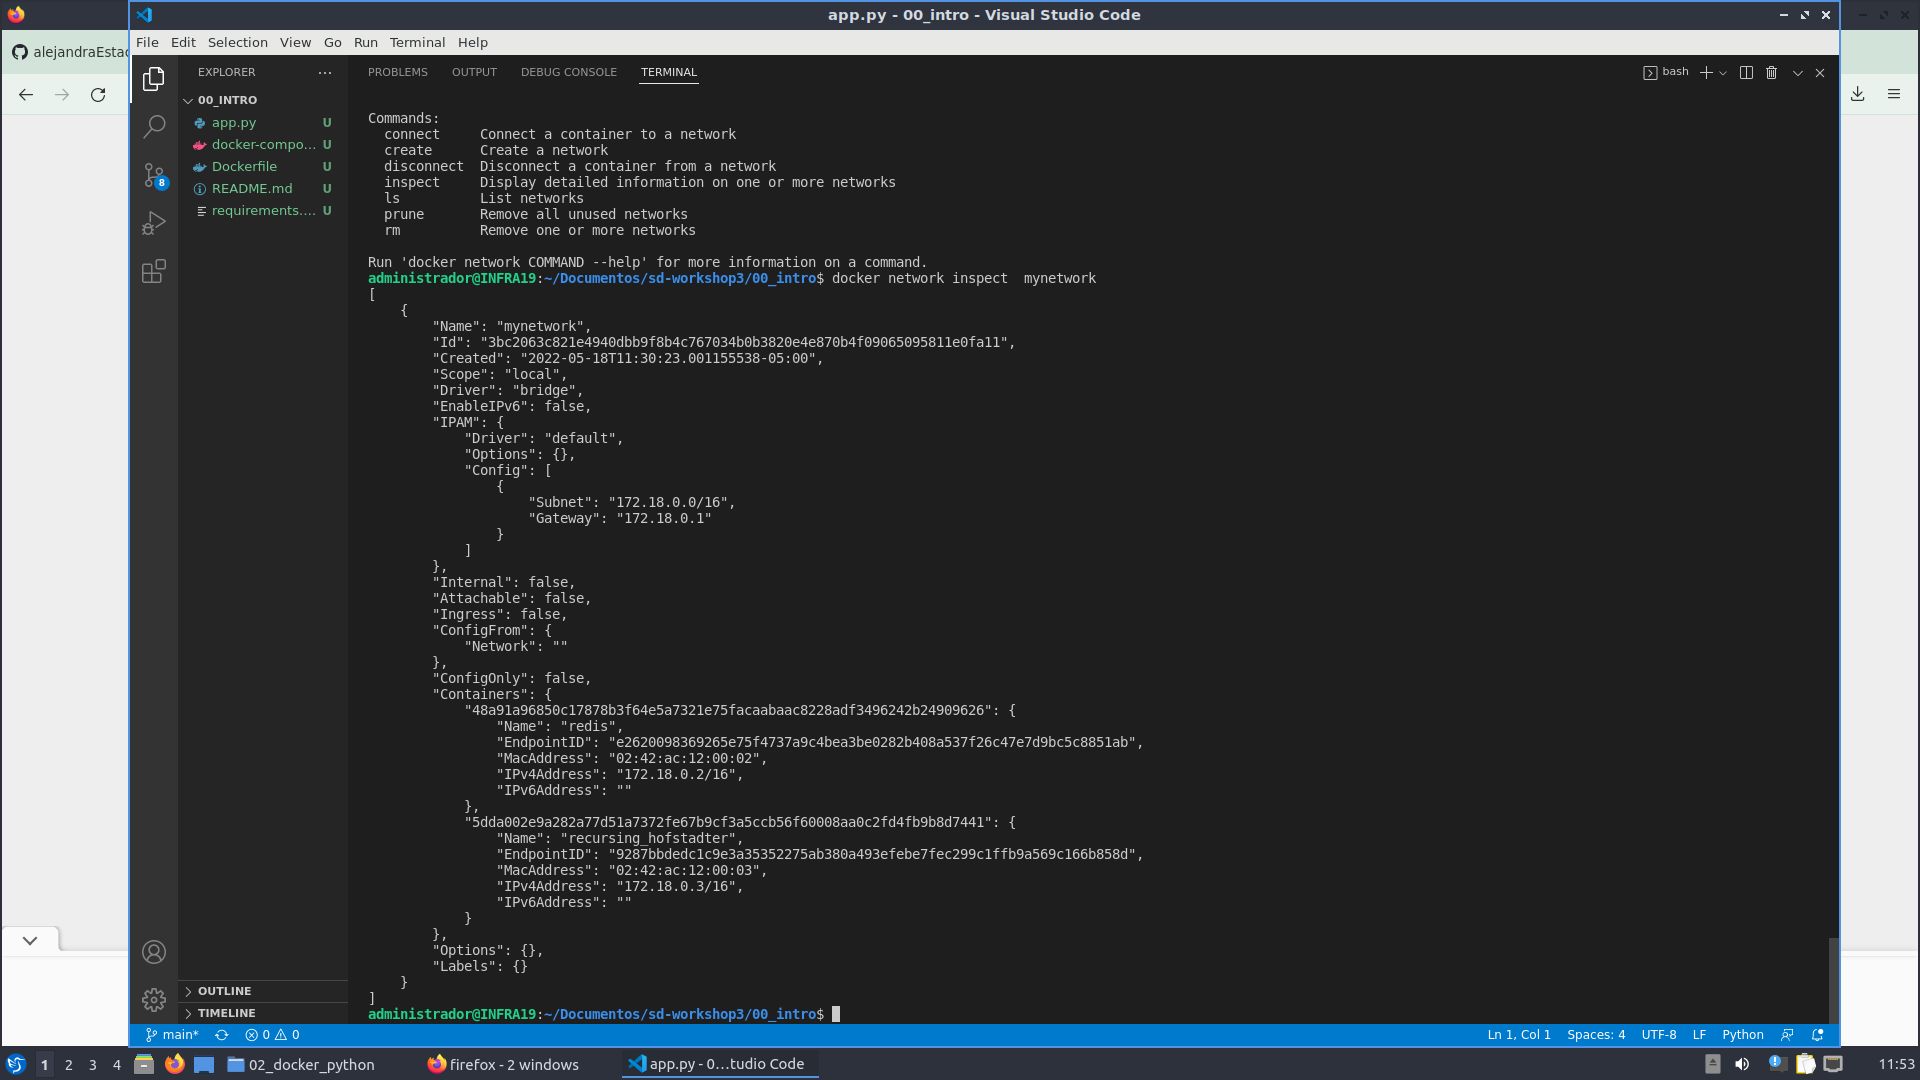 app.py - 00_intro - Visual Studio Code
alejandraEstac
File Edit Selection View Go Run Terminal Help
EXPLORER
PROBLEMS OUTPUT DEBUG CONSOLE TERMINAL
bash
00_INTRO
app.py U
docker-compo... U
Dockerfile U
README.md U
requirements.... U
8
Commands:
  connect     Connect a container to a network
  create      Create a network
  disconnect  Disconnect a container from a network
  inspect     Display detailed information on one or more networks
  ls          List networks
  prune       Remove all unused networks
  rm          Remove one or more networks
Run 'docker network COMMAND --help' for more information on a command.
administrador@INFRA19:~/Documentos/sd-workshop3/00_intro$ docker network inspect  mynetwork
[
    {
        "Name": "mynetwork",
        "Id": "3bc2063c821e4940dbb9f8b4c767034b0b3820e4e870b4f09065095811e0fa11",
        "Created": "2022-05-18T11:30:23.001155538-05:00",
        "Scope": "local",
        "Driver": "bridge",
        "EnableIPv6": false,
        "IPAM": {
            "Driver": "default",
            "Options": {},
            "Config": [
                {
                    "Subnet": "172.18.0.0/16",
                    "Gateway": "172.18.0.1"
                }
            ]
        },
        "Internal": false,
        "Attachable": false,
        "Ingress": false,
        "ConfigFrom": {
            "Network": ""
        },
        "ConfigOnly": false,
        "Containers": {
            "48a91a96850c17878b3f64e5a7321e75facaabaac8228adf3496242b24909626": {
                "Name": "redis",
                "EndpointID": "e2620098369265e75f4737a9c4bea3be0282b408a537f26c47e7d9bc5c8851ab",
                "MacAddress": "02:42:ac:12:00:02",
                "IPv4Address": "172.18.0.2/16",
                "IPv6Address": ""
            },
            "5dda002e9a282a77d51a7372fe67b9cf3a5ccb56f60008aa0c2fd4fb9b8d7441": {
                "Name": "recursing_hofstadter",
                "EndpointID": "9287bbdedc1c9e3a35352275ab380a493efebe7fec299c1ffb9a569c166b858d",
                "MacAddress": "02:42:ac:12:00:03",
                "IPv4Address": "172.18.0.3/16",
                "IPv6Address": ""
            }
        },
        "Options": {},
        "Labels": {}
    }
]
administrador@INFRA19:~/Documentos/sd-workshop3/00_intro$
OUTLINE
TIMELINE
main* 0 0
Ln 1, Col 1 Spaces: 4 UTF-8 LF Python
1 2 3 4 02_docker_python firefox - 2 windows app.py - 0...tudio Code 11:53